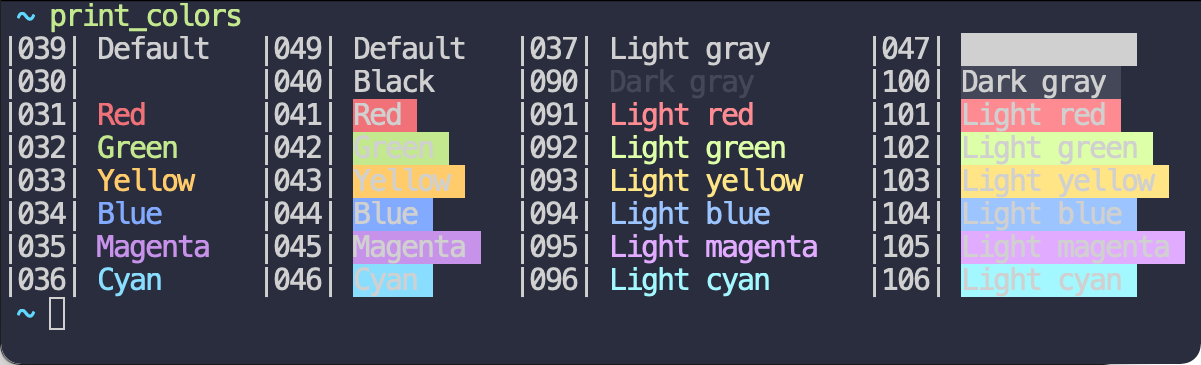 ~ print_colors
|039| Default |049| Default |037| Light gray |047|
|030| |040| Black |090| Dark gray |100| Dark gray
|031| Red |041| Red |091| Light red |101| Light red
|032| Green |042| Green |092| Light green |102| Light green
|033| Yellow |043| Yellow |093| Light yellow |103| Light yellow
|034| Blue |044| Blue |094| Light blue |104| Light blue
|035| Magenta |045| Magenta |095| Light magenta |105| Light magenta
|036| Cyan |046| Cyan |096| Light cyan |106| Light cyan
~